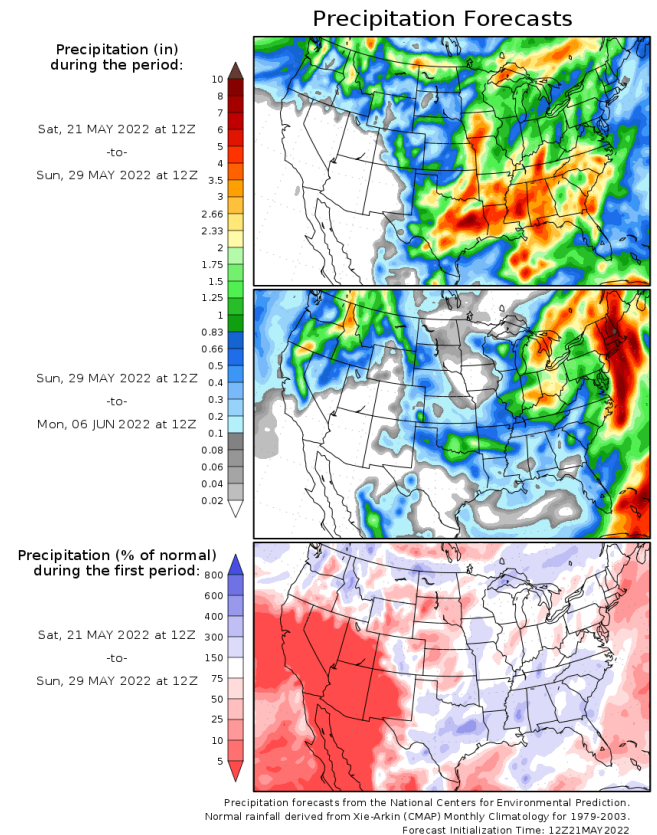 Precipitation Forecasts
Precipitation (in)
during the period:
Sat, 21 MAY 2022 at 12Z
-to-
Sun, 29 MAY 2022 at 12Z
10
8
7
6
5
4
3.5
3
2.66
2.33
2
1.75
1.5
1.25
1
0.83
0.66
0.5
0.4
0.3
0.2
0.1
0.08
0.06
0.04
0.02
Sun, 29 MAY 2022 at 12Z
-to-
Mon, 06 JUN 2022 at 12Z
Precipitation (% of normal)
during the first period:
Sat, 21 MAY 2022 at 12Z
-to-
Sun, 29 MAY 2022 at 12Z
800
600
400
300
150
75
50
25
10
5
Precipitation forecasts from the National Centers for Environmental Prediction.
Normal rainfall derived from Xie-Arkin (CMAP) Monthly Climatology for 1979-2003.
Forecast Initialization Time: 12Z21MAY2022